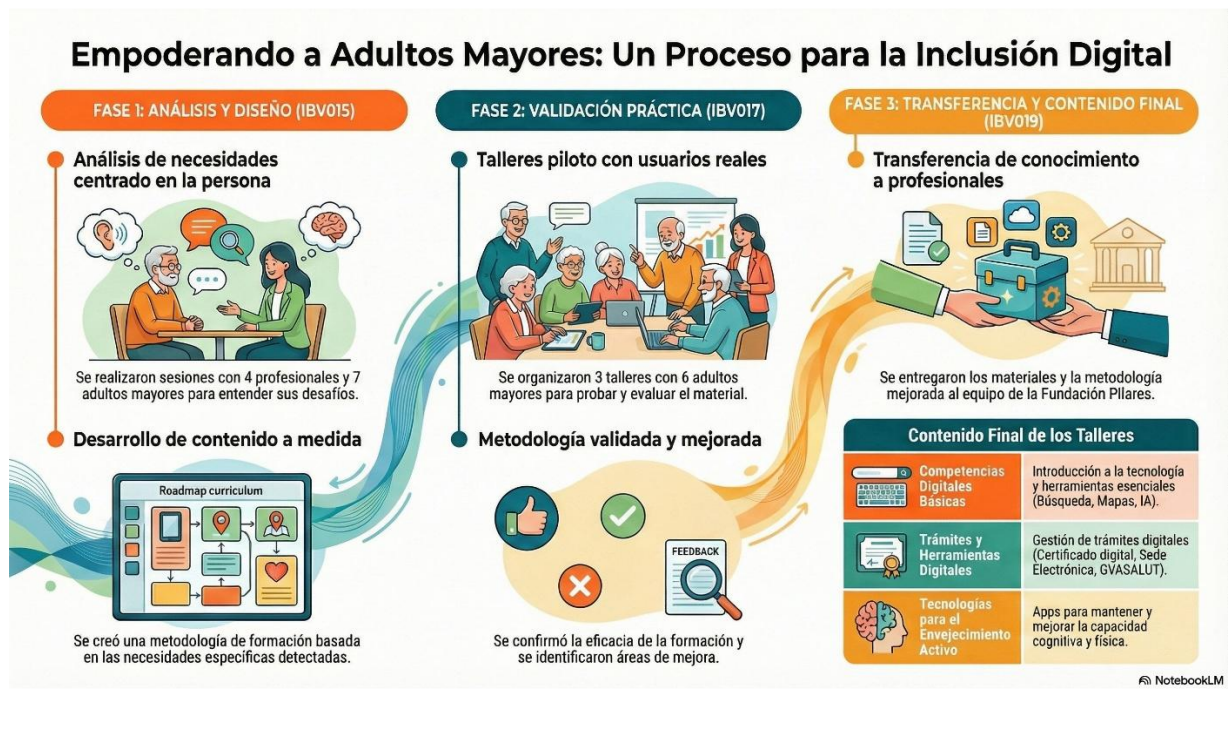 Empoderando a Adultos Mayores: Un Proceso para la Inclusión Digital
FASE 1: ANÁLISIS Y DISEÑO (IBV015)
Análisis de necesidades
centrado en la persona
Se realizaron sesiones con 4 profesionales y 7
adultos mayores para entender sus desafíos.
Desarrollo de contenido a medida
Roadmap curriculum
Se creó una metodología de formación basada
en las necesidades específicas detectadas.
FASE 2: VALIDACIÓN PRÁCTICA (IBV017)
Talleres piloto con usuarios reales
Se organizaron 3 talleres con 6 adultos
mayores para probar y evaluar el material.
Metodología validada y mejorada
FEEDBACK
Se confirmó la eficacia de la formación y
se identificaron áreas de mejora.
FASE 3: TRANSFERENCIA Y CONTENIDO FINAL
(IBV019)
Transferencia de conocimiento
a profesionales
Se entregaron los materiales y la metodología
mejorada al equipo de la Fundación PIlares.
Contenido Final de los Talleres
Competencias
Digitales
Básicas
Introducción a la tecnología
y herramientas esenciales
(Búsqueda, Mapas, IA).
Trámites y
Herramientas
Digitales
Gestión de trámites digitales
(Certificado digital, Sede
Electrónica, GVASALUT).
Tecnologías
para el
Envejecimiento
Activo
Apps para mantener y
mejorar la capacidad
cognitiva y física.
NotebookLM